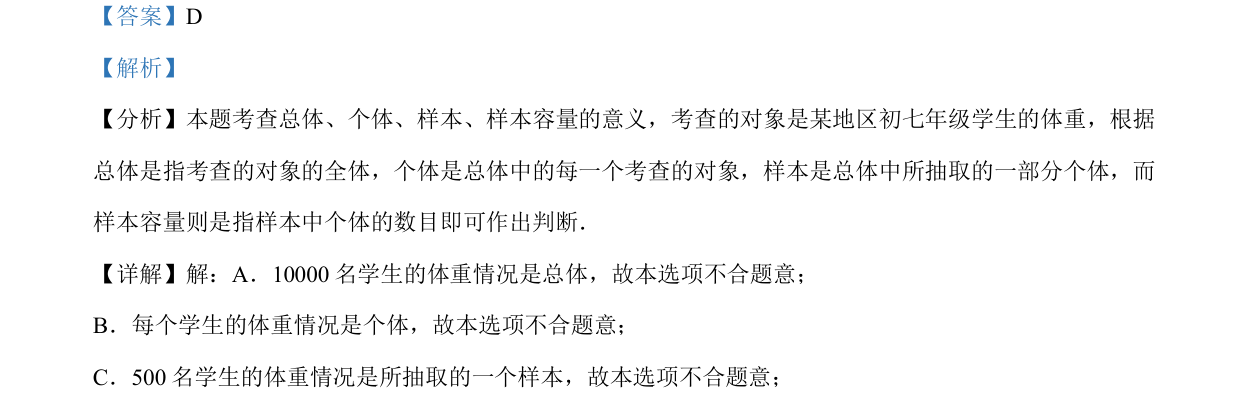 【答案】D
【解析】
【分析】本题考查总体、个体、样本、样本容量的意义，考查的对象是某地区初七年级学生的体重，根据
总体是指考查的对象的全体，个体是总体中的每一个考查的对象，样本是总体中所抽取的一部分个体，而
样本容量则是指样本中个体的数目即可作出判断．
【详解】解：A．10000 名学生的体重情况是总体，故本选项不合题意；
B．每个学生的体重情况是个体，故本选项不合题意；
C．500 名学生的体重情况是所抽取的一个样本，故本选项不合题意；